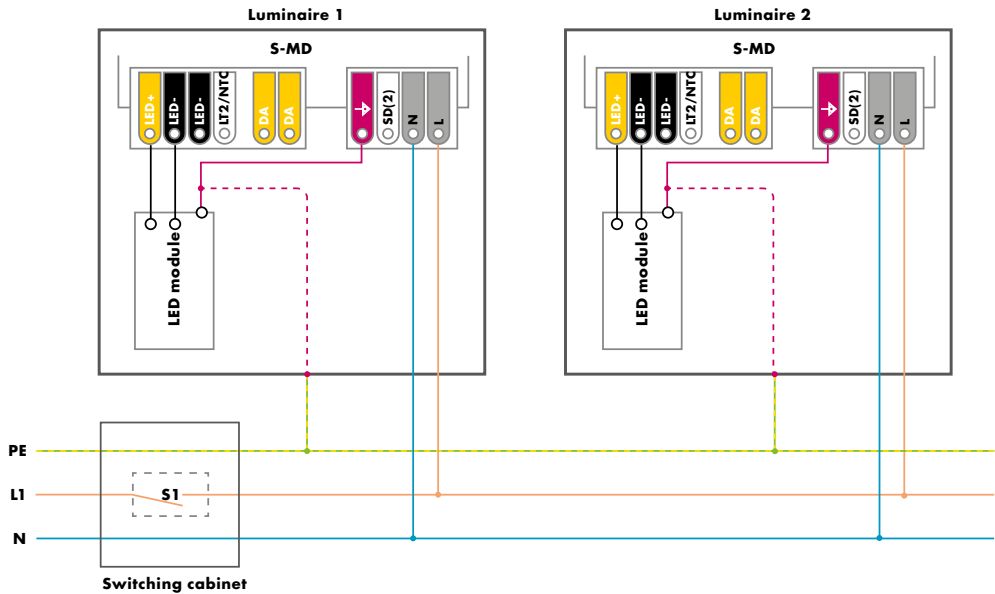 Luminaire 1
S-MD
LED+
LED-
LED-
LT2/NTC
DA
DA
SD(2)
N
L
LED module
Luminaire 2
S-MD
LED+
LED-
LED-
LT2/NTC
DA
DA
SD(2)
N
L
LED module
PE
L1
S1
N
Switching cabinet